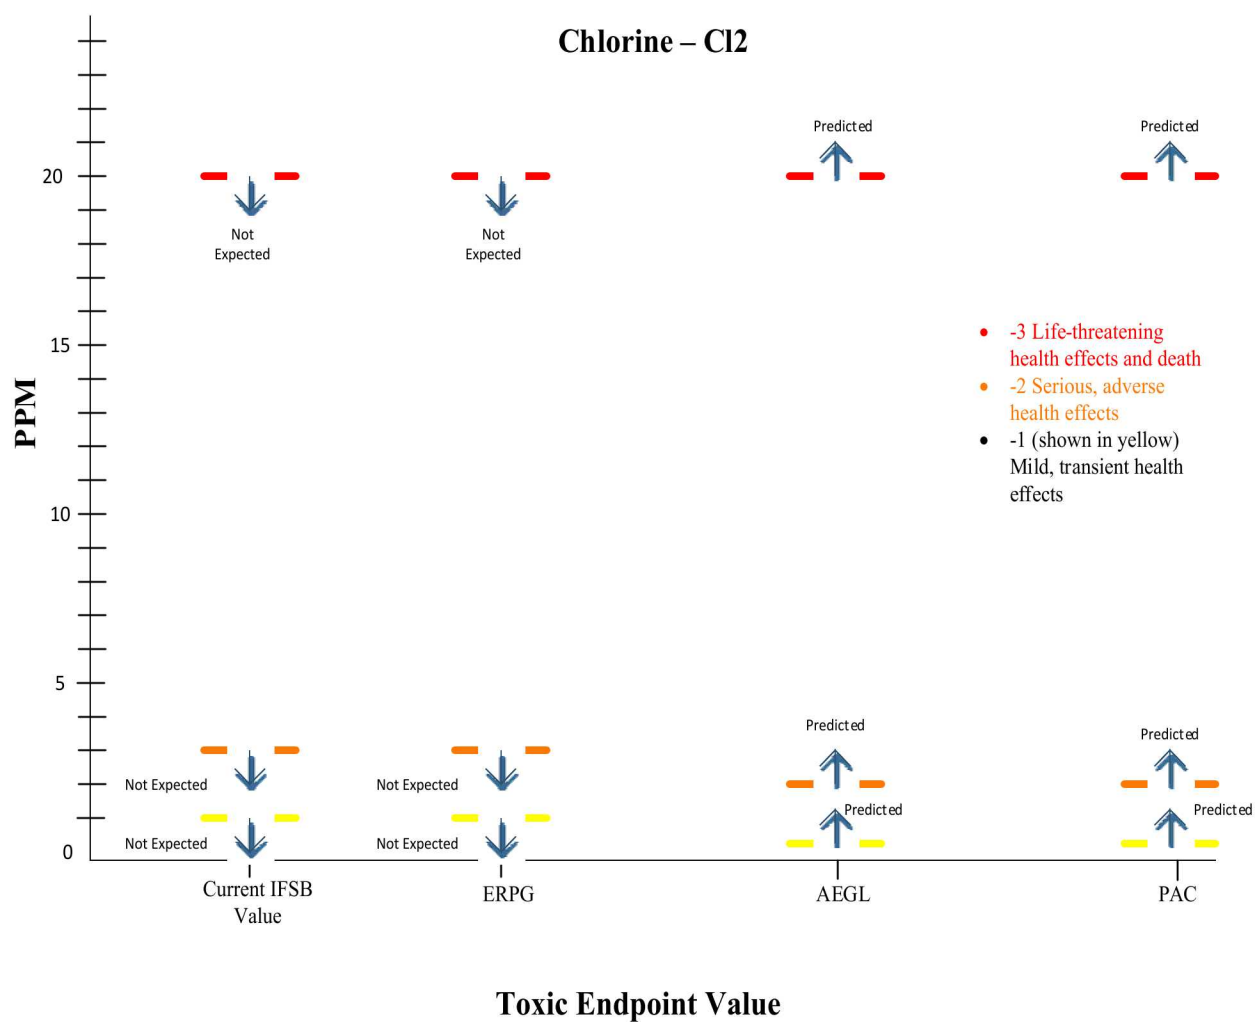 Chlorine – Cl2
Predicted
Predicted
20
Not
Expected
Not
Expected
-3 Life-threatening
health effects and death
-2 Serious, adverse
health effects
-1 (shown in yellow)
Mild, transient health
effects
15
PPM
10
5
Predicted
Predicted
Not Expected
Not Expected
Predicted
Predicted
Not Expected
Not Expected
0
Current IFSB
Value
ERPG
AEGL
PAC
Toxic Endpoint Value